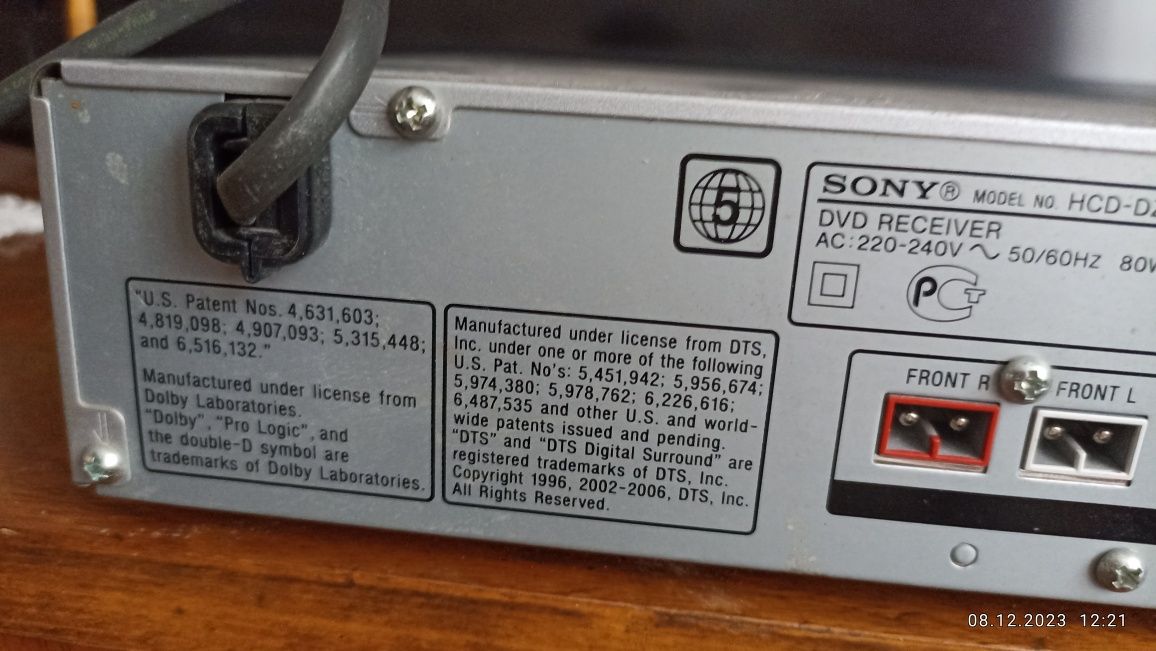 5
SONY® MODEL NO. HCD-DZ
DVD RECEIVER
AC:220-240V ∼ 50/60HZ 80W
РСТ
"U.S. Patent Nos. 4,631,603;
4,819,098; 4,907,093; 5,315,448;
and 6,516,132."
Manufactured under license from
Dolby Laboratories.
"Dolby", "Pro Logic", and
the double-D symbol are
trademarks of Dolby Laboratories.
Manufactured under license from DTS,
Inc. under one or more of the following
U.S. Pat. No's: 5,451,942; 5,956,674;
5,974,380; 5,978,762; 6,226,616;
6,487,535 and other U.S. and world-
wide patents issued and pending.
"DTS" and "DTS Digital Surround" are
registered trademarks of DTS, Inc.
Copyright 1996, 2002-2006, DTS, Inc.
All Rights Reserved.
FRONT R FRONT L
08.12.2023 12:21